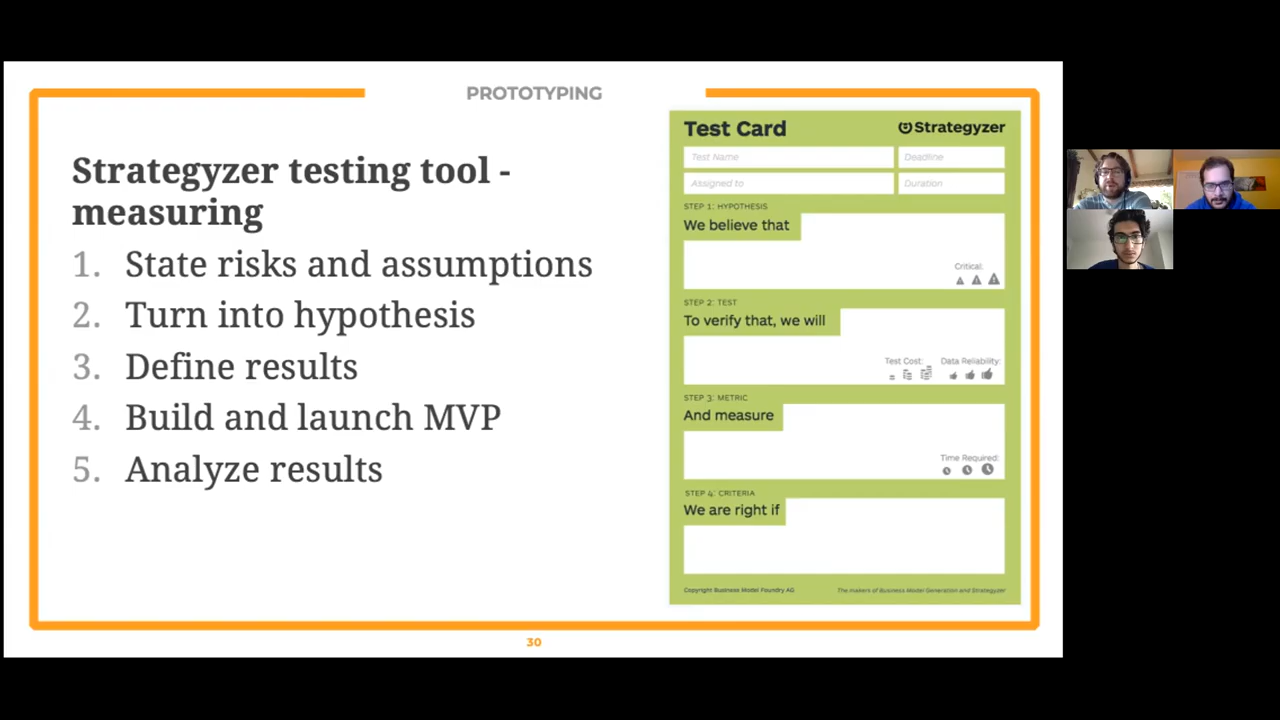 PROTOTYPING
Strategyzer testing tool -
measuring
1. State risks and assumptions
2. Turn into hypothesis
3. Define results
4. Build and launch MVP
5. Analyze results
Test Card
Strategyzer
Test Name
Deadline
Assigned to
Duration
STEP 1: HYPOTHESIS
We believe that
Critical:
STEP 2: TEST
To verify that, we will
Test Cost:
Data Reliability:
STEP 3: METRIC
And measure
Time Required:
STEP 4: CRITERIA
We are right if
Copyright Business Model Foundry AG
The makers of Business Model Generation and Strategyzer
30